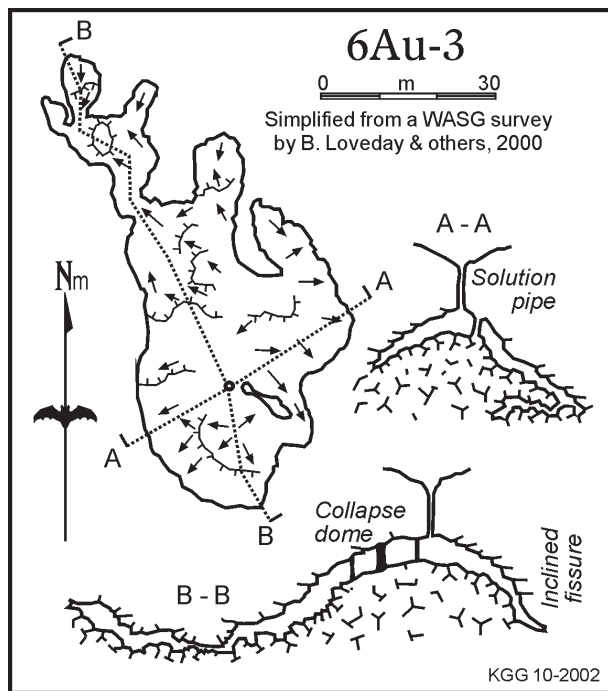 6Au-3
0 m 30
Simplified from a WASG survey
by B. Loveday & others, 2000
B
A - A
Solution
pipe
Nm
A
A
B
Collapse
dome
B - B
Inclined
fissure
KGG 10-2002